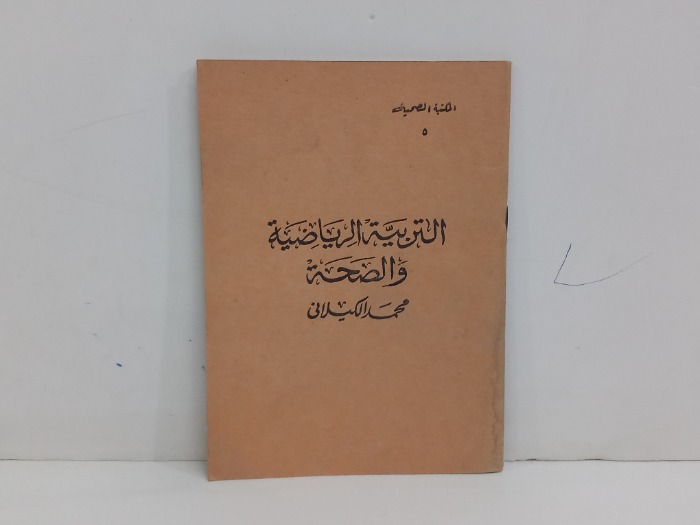 المكتبة الصحية
٥
التربية الرياضية
والصحة
محمد الكيلاني